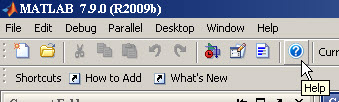 MATLAB 7.9.0 (R2009b)
File Edit Debug Parallel Desktop Window Help
Shortcuts How to Add What's New
Help